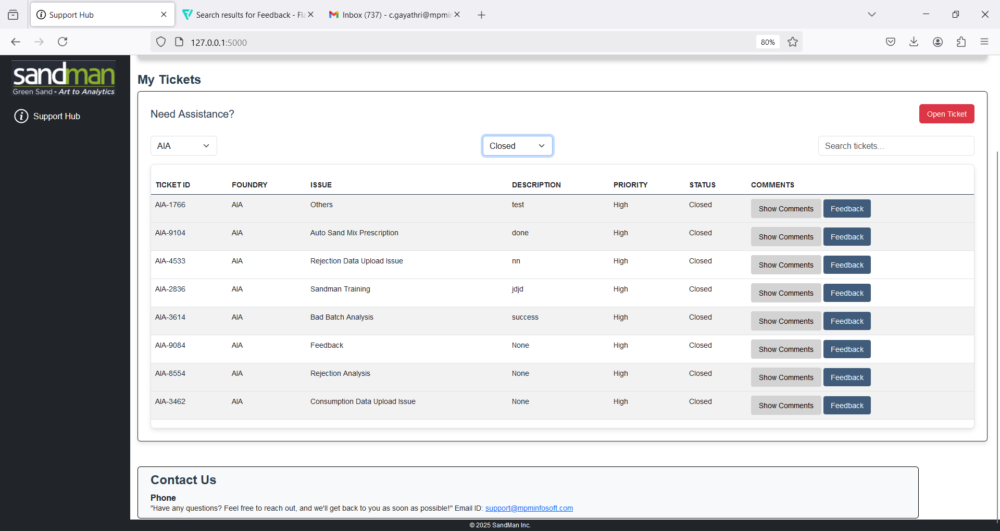 Support Hub
Search results for Feedback - Fla
Inbox (737) - c.gayathri@mpmin
127.0.0.1:5000
80%
sandman
Green Sand - Art to Analytics
Support Hub
My Tickets
Need Assistance?
Open Ticket
AIA
Closed
Search tickets...
TICKET ID FOUNDRY ISSUE DESCRIPTION PRIORITY STATUS COMMENTS
AIA-1766 AIA Others test High Closed Show Comments Feedback
AIA-9104 AIA Auto Sand Mix Prescription done High Closed Show Comments Feedback
AIA-4533 AIA Rejection Data Upload Issue nn High Closed Show Comments Feedback
AIA-2836 AIA Sandman Training jdjd High Closed Show Comments Feedback
AIA-3614 AIA Bad Batch Analysis success High Closed Show Comments Feedback
AIA-9084 AIA Feedback None High Closed Show Comments Feedback
AIA-8554 AIA Rejection Analysis None High Closed Show Comments Feedback
AIA-3462 AIA Consumption Data Upload Issue None High Closed Show Comments Feedback
Contact Us
Phone
"Have any questions? Feel free to reach out, and we'll get back to you as soon as possible!" Email ID: support@mpminfosoft.com
© 2025 SandMan Inc.